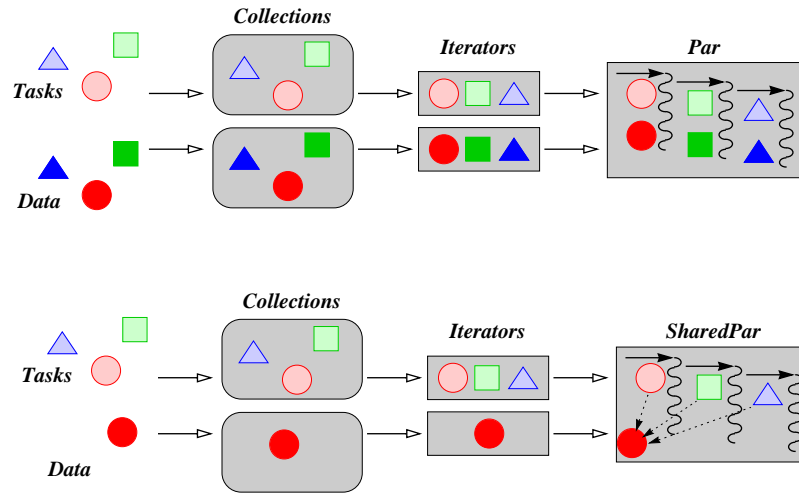 Collections
Iterators
Par
Tasks
Data
Collections
Iterators
SharedPar
Tasks
Data